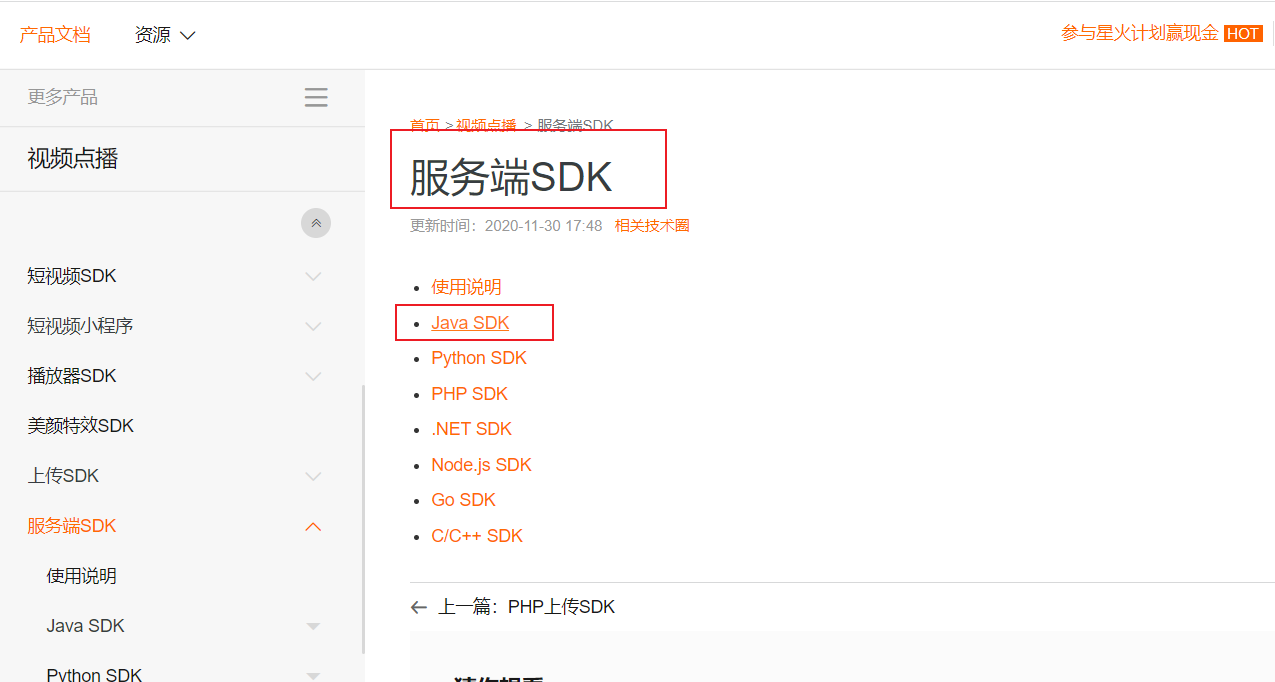 产品文档 资源
参与星火计划赢现金 HOT
更多产品
视频点播
短视频SDK
短视频小程序
播放器SDK
美颜特效SDK
上传SDK
服务端SDK
使用说明
Java SDK
Python SDK
首页 > 视频点播 > 服务端SDK
服务端SDK
更新时间：2020-11-30 17:48 相关技术圈
使用说明
Java SDK
Python SDK
PHP SDK
.NET SDK
Node.js SDK
Go SDK
C/C++ SDK
上一篇：PHP上传SDK